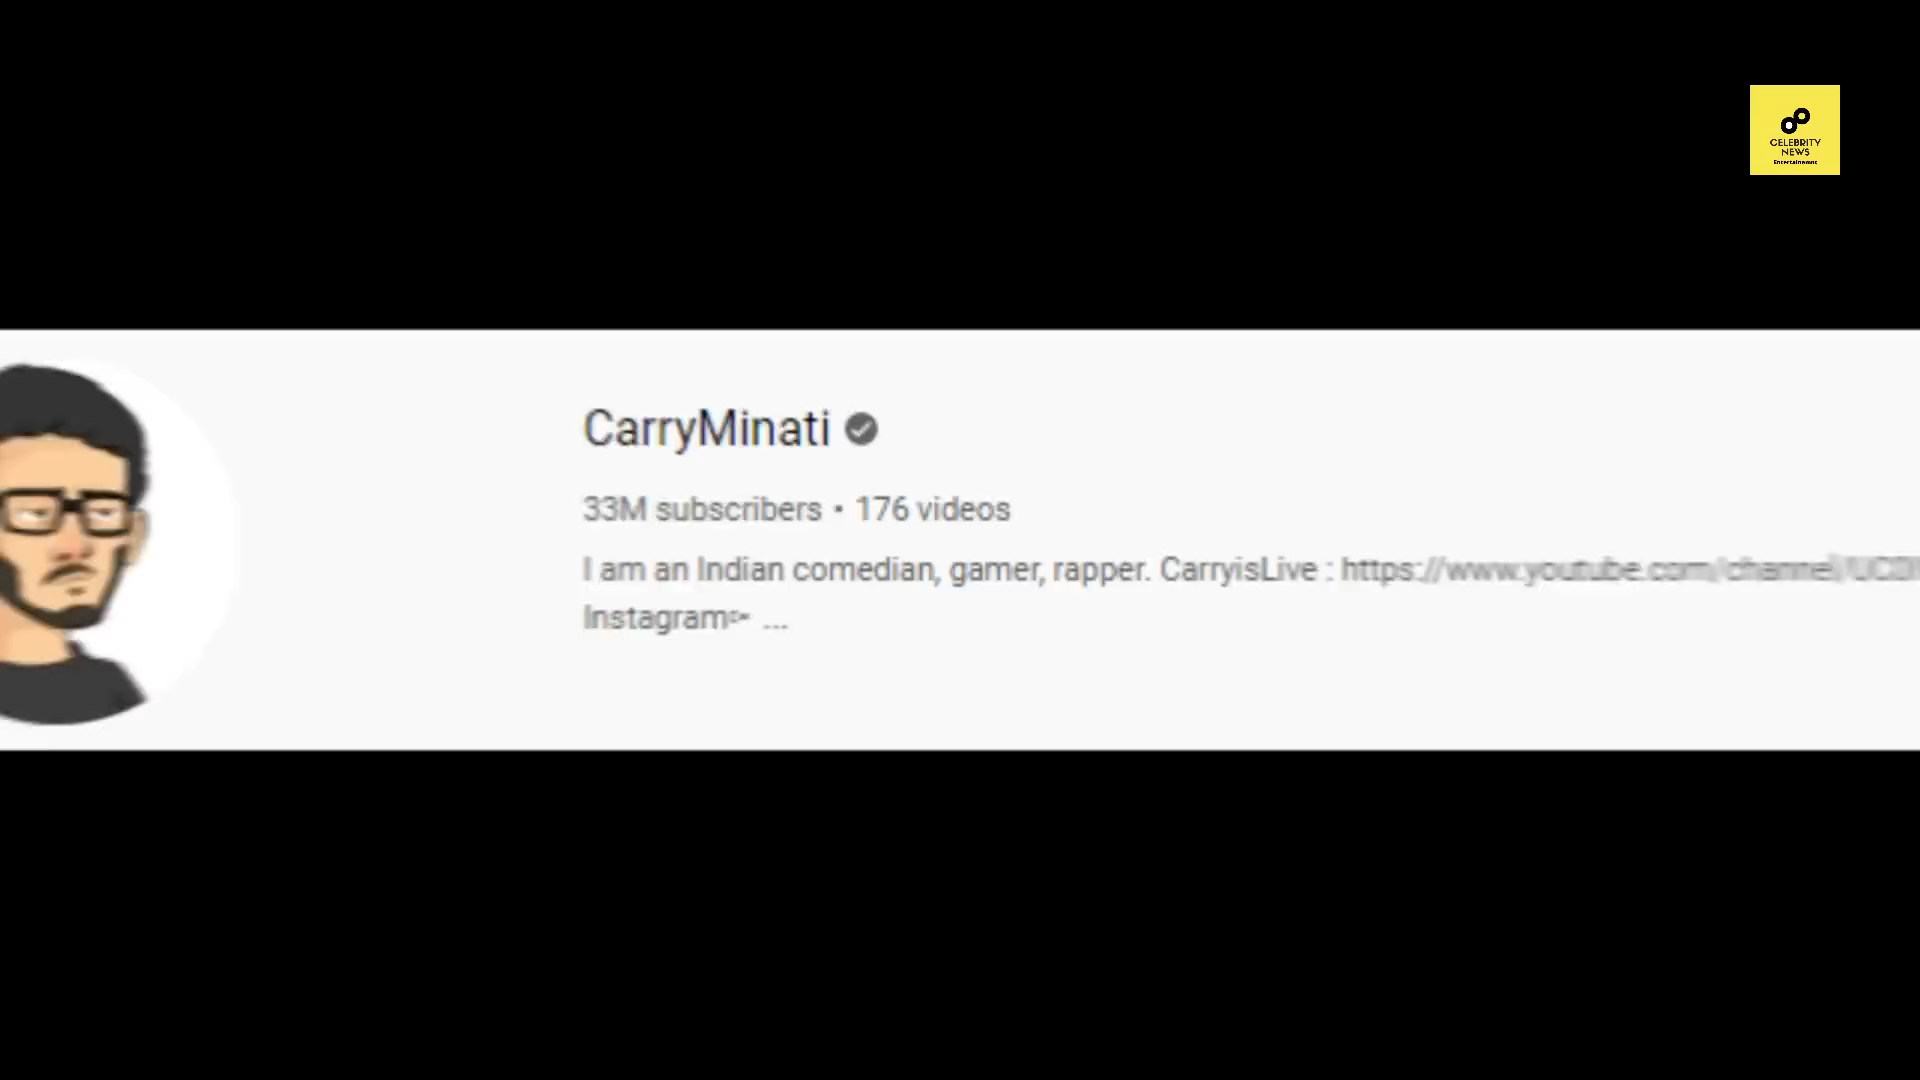 CELEBRITY
NEWS
Entertainemnt
CarryMinati
33M subscribers • 176 videos
I am an Indian comedian, gamer, rapper. CarryisLive : https://www.youtube.com/channel/
Instagram➢ ...